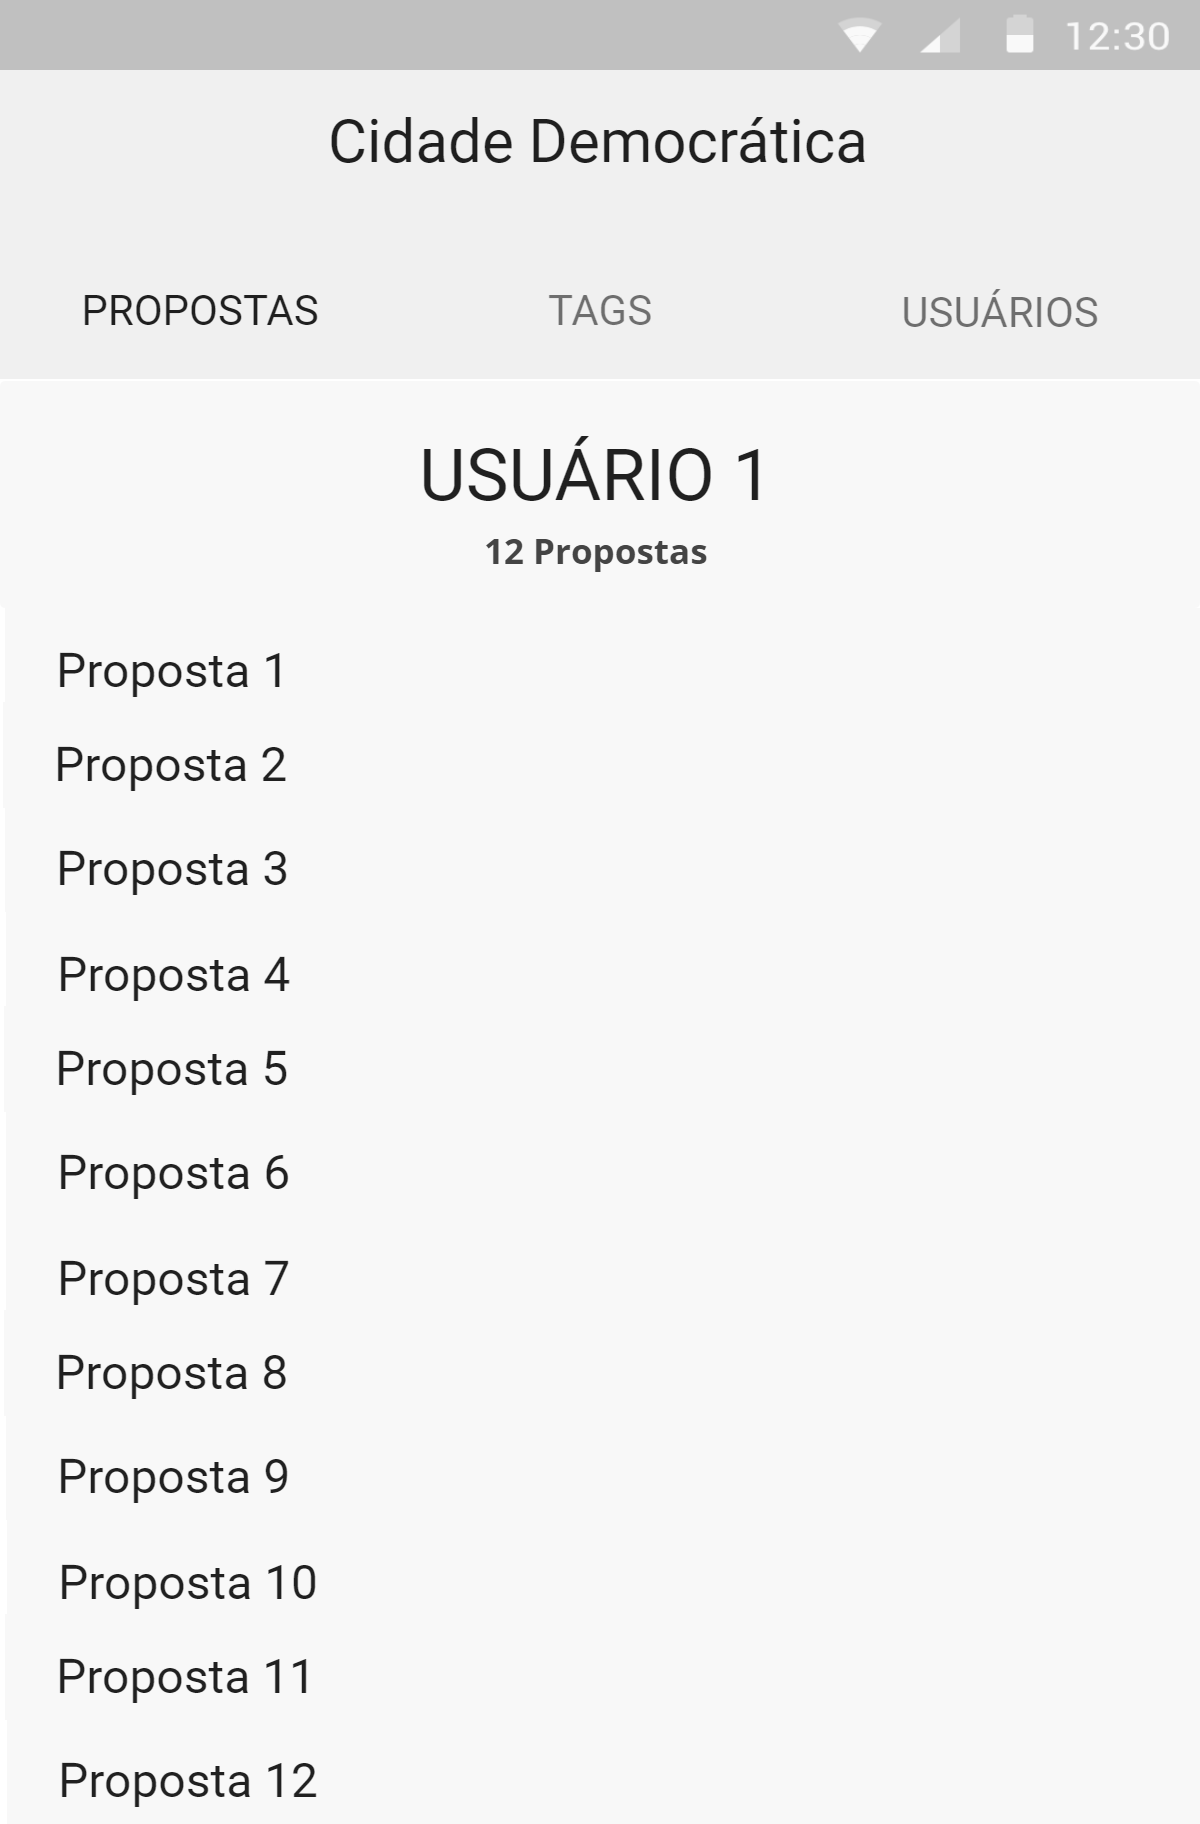 12:30
Cidade Democrática
PROPOSTAS TAGS USUÁRIOS
USUÁRIO 1
12 Propostas
Proposta 1
Proposta 2
Proposta 3
Proposta 4
Proposta 5
Proposta 6
Proposta 7
Proposta 8
Proposta 9
Proposta 10
Proposta 11
Proposta 12